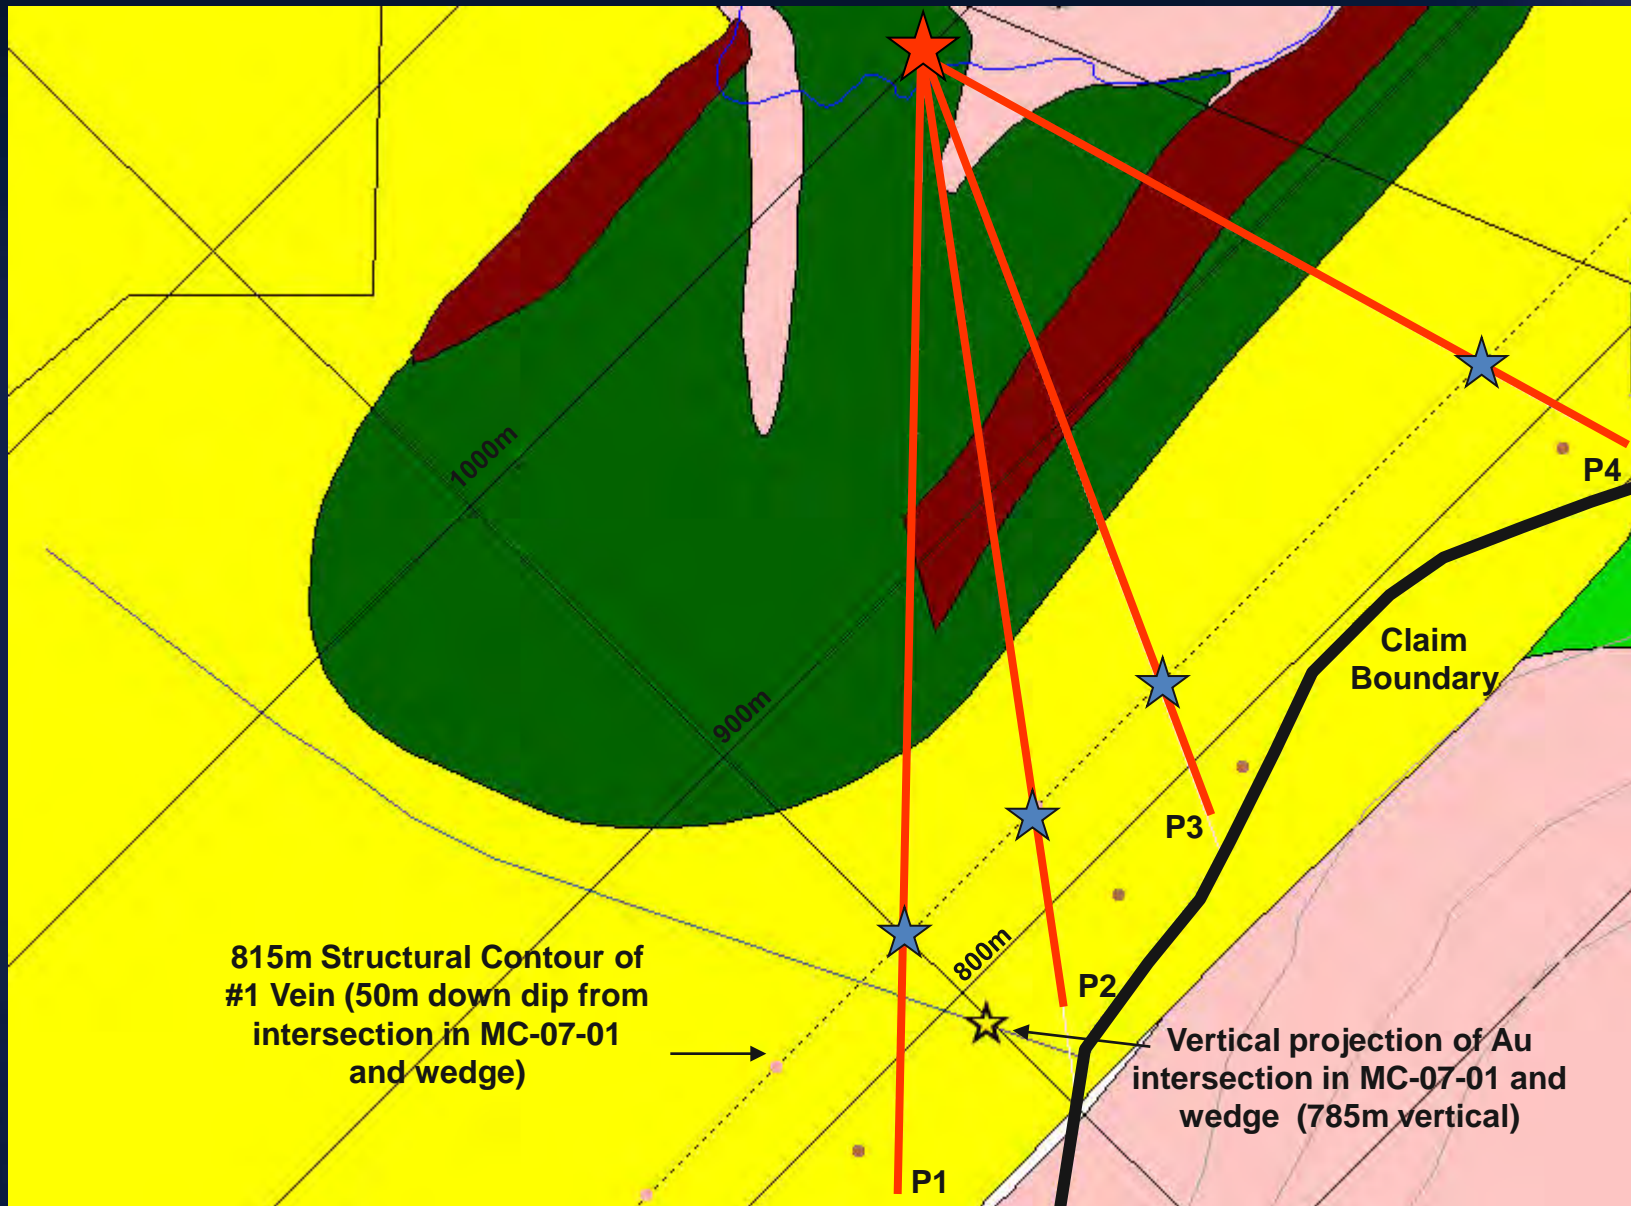 1000m
P4
Claim
Boundary
900m
P3
800m
815m Structural Contour of
#1 Vein (50m down dip from
intersection in MC-07-01
and wedge)
P2
Vertical projection of Au
intersection in MC-07-01 and
wedge (785m vertical)
P1